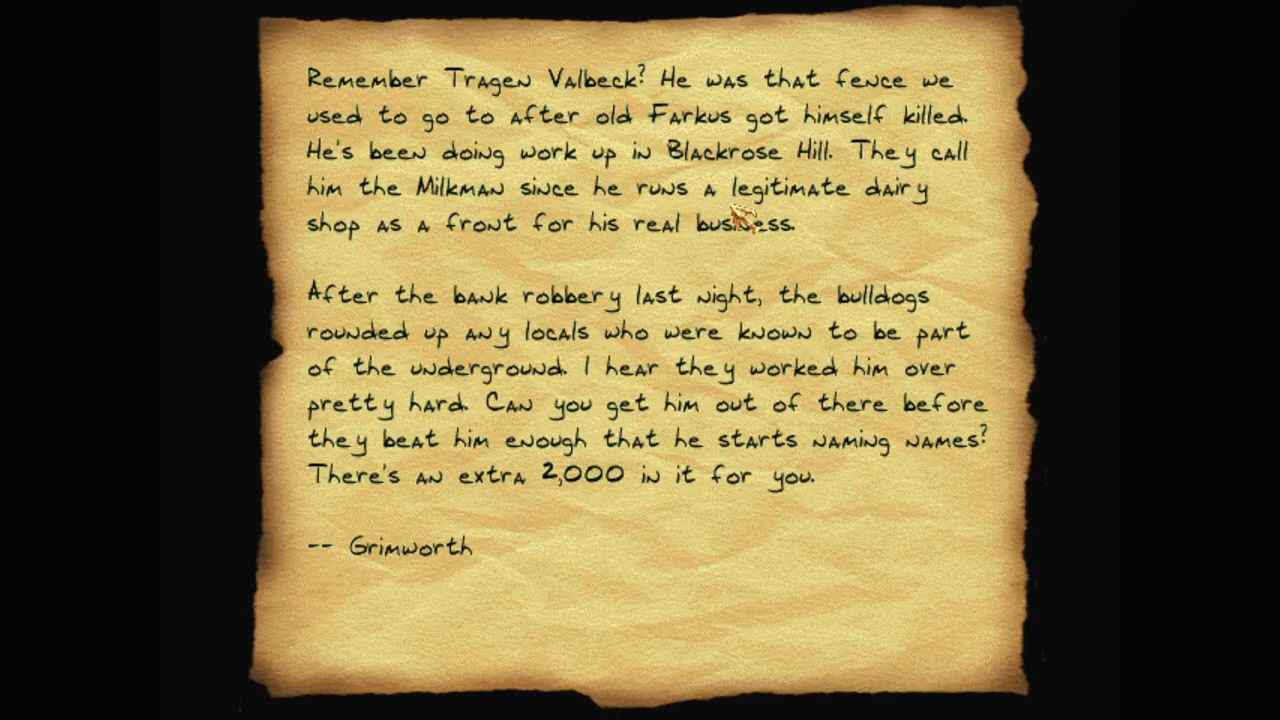 Remember Tragen Valbeck? He was that fence we
used to go to after old Farkus got himself killed.
He's been doing work up in Blackrose Hill. They call
him the Milkman since he runs a legitimate dairy
shop as a front for his real business.
After the bank robbery last night, the bulldogs
rounded up any locals who were known to be part
of the underground. I hear they worked him over
pretty hard. Can you get him out of there before
they beat him enough that he starts naming names?
There's an extra 2,000 in it for you.
-- Grimworth